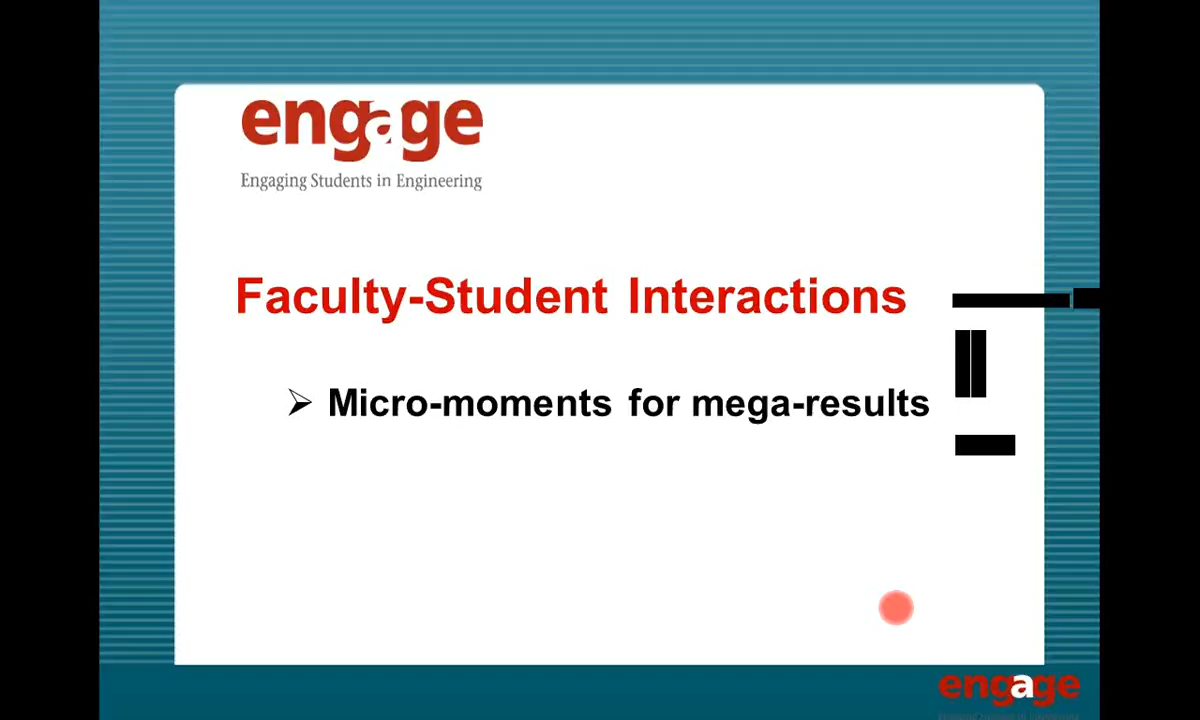 engage
Engaging Students in Engineering
Faculty-Student Interactions
➢ Micro-moments for mega-results
engage